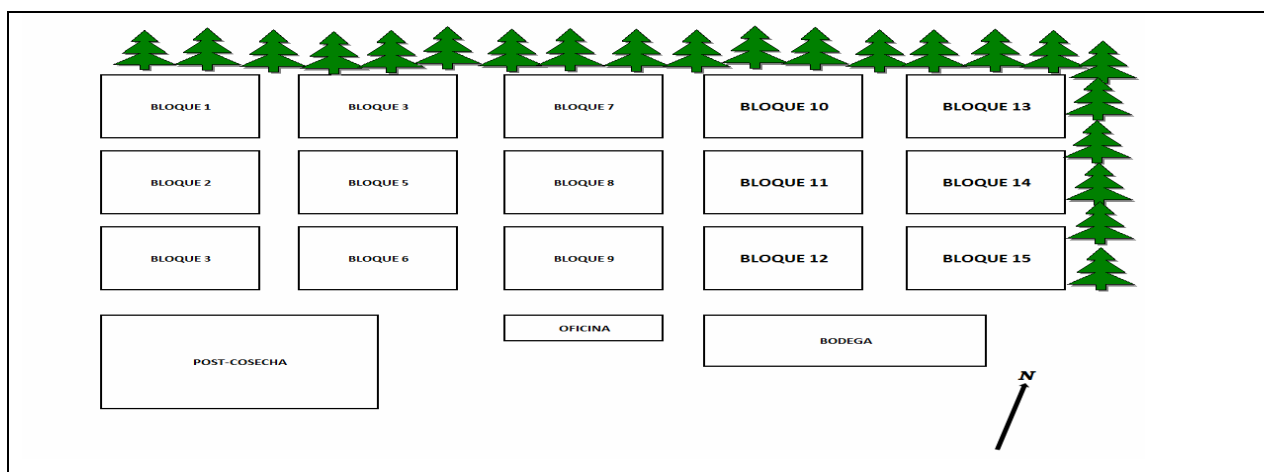 BLOQUE 1
BLOQUE 3
BLOQUE 7
BLOQUE 10
BLOQUE 13
BLOQUE 2
BLOQUE 5
BLOQUE 8
BLOQUE 11
BLOQUE 14
BLOQUE 3
BLOQUE 6
BLOQUE 9
BLOQUE 12
BLOQUE 15
POST-COSECHA
OFICINA
BODEGA
N